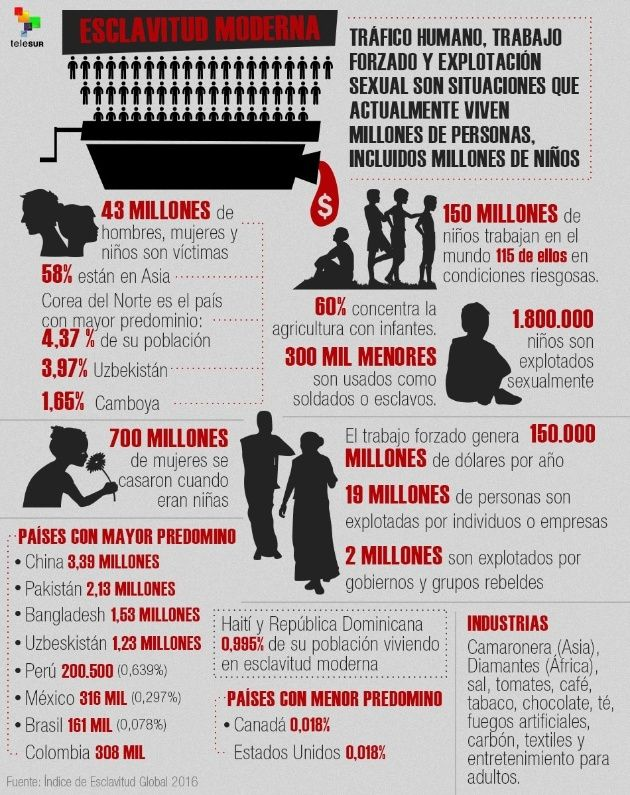 teleSUR
ESCLAVITUD MODERNA
TRÁFICO HUMANO, TRABAJO
FORZADO Y EXPLOTACIÓN
SEXUAL SON SITUACIONES QUE
ACTUALMENTE VIVEN
MILLONES DE PERSONAS,
INCLUIDOS MILLONES DE NIÑOS
$
43 MILLONES de
hombres, mujeres y
niños son víctimas
58% están en Asia
Corea del Norte es el país
con mayor predominio:
4,37 % de su población
3,97% Uzbekistán
1,65% Camboya
150 MILLONES de
niños trabajan en el
mundo 115 de ellos en
condiciones riesgosas.
60% concentra la
agricultura con infantes.
300 MIL MENORES
son usados como
soldados o esclavos.
1.800.000
niños son
explotados
sexualmente
700 MILLONES
de mujeres se
casaron cuando
eran niñas
El trabajo forzado genera 150.000
MILLONES de dólares por año
19 MILLONES de personas son
explotadas por individuos o empresas
2 MILLONES son explotados por
gobiernos y grupos rebeldes
PAÍSES CON MAYOR PREDOMINO
• China 3,39 MILLONES
• Pakistán 2,13 MILLONES
• Bangladesh 1,53 MILLONES
• Uzbeskistán 1,23 MILLONES
• Perú 200.500 (0,639%)
• México 316 MIL (0,297%)
• Brasil 161 MIL (0,078%)
Colombia 308 MIL
Haití y República Dominicana
0,995% de su población viviendo
en esclavitud moderna
PAÍSES CON MENOR PREDOMINO
• Canadá 0,018%
Estados Unidos 0,018%
INDUSTRIAS
Camaronera (Asia),
Diamantes (África),
sal, tomates, café,
tabaco, chocolate, té,
fuegos artificiales,
carbón, textiles y
entretenimiento para
adultos.
Fuente: Índice de Esclavitud Global 2016